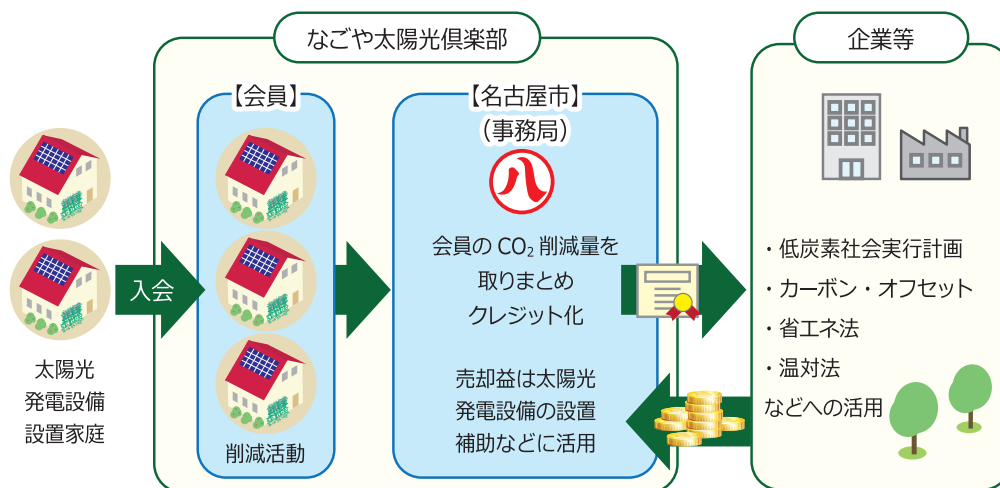 なごや太陽光倶楽部
企業等
【会員】
【名古屋市】
（事務局）
八
会員の CO₂ 削減量を
取りまとめ
クレジット化
入会
太陽光
発電設備
設置家庭
削減活動
売却益は太陽光
発電設備の設置
補助などに活用
・低炭素社会実行計画
・カーボン・オフセット
・省エネ法
・温対法
などへの活用